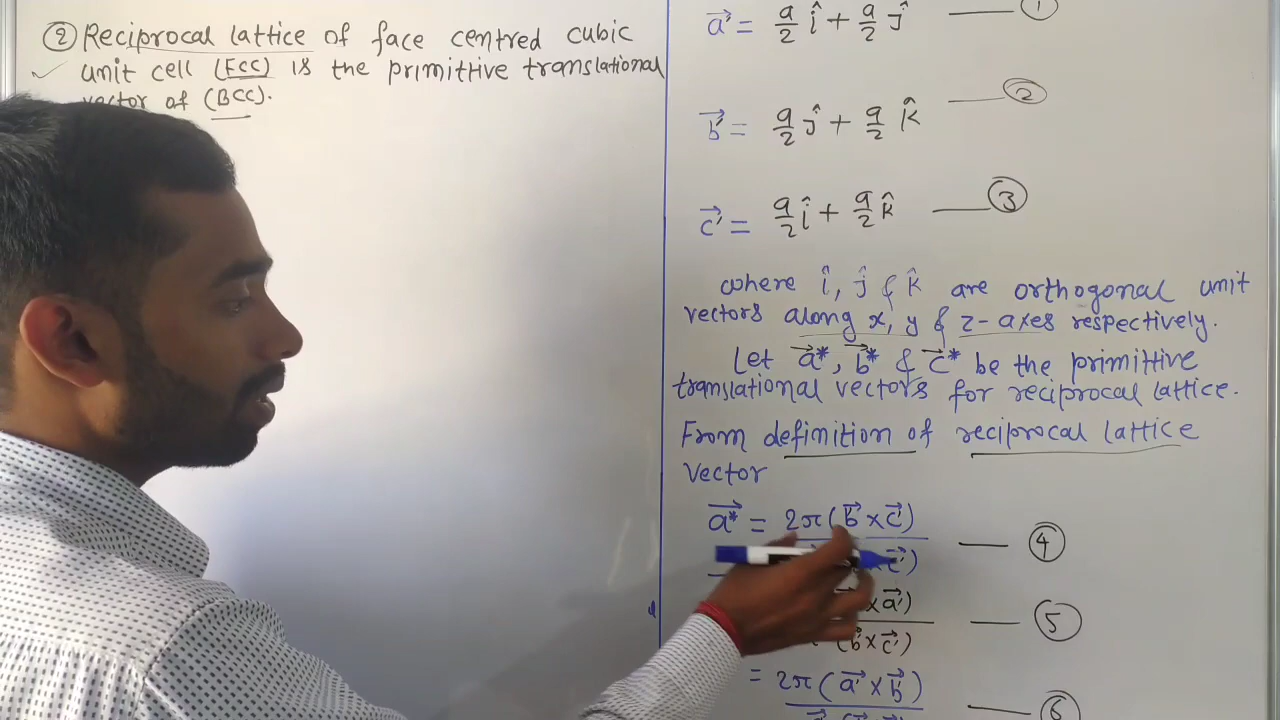 ② Reciprocal lattice of face centred cubic
unit cell (FCC) is the primittive translational
vector of (BCC).
a⃗' = a/2 î + a/2 ĵ —— ①
b⃗' = a/2 ĵ + a/2 k̂ —— ②
c⃗' = a/2 î + a/2 k̂ —— ③
where î, ĵ & k̂ are orthogonal unit
vectors along x, y & z-axes respectively.
Let a⃗*, b⃗* & c⃗* be the primittive
translational vectors for reciprocal lattice.
From definition of reciprocal lattice
vector
a⃗* = 2π(b⃗' × c⃗')
× c⃗') —— ④
× a⃗')
(b⃗' × c⃗') —— ⑤
= 2π(a⃗' × b⃗')
—— ⑥